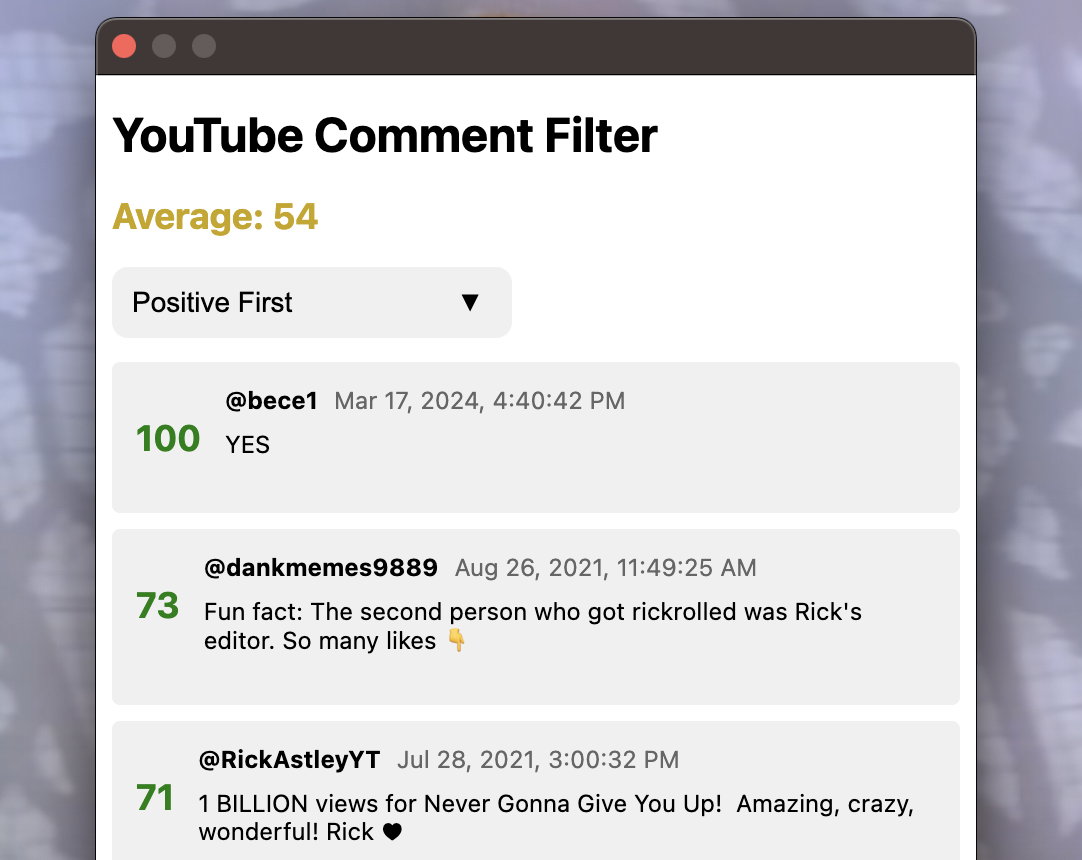 YouTube Comment Filter
Average: 54
Positive First ▼
@bece1 Mar 17, 2024, 4:40:42 PM
100
YES
@dankmemes9889 Aug 26, 2021, 11:49:25 AM
73
Fun fact: The second person who got rickrolled was Rick's
editor. So many likes 👇
@RickAstleyYT Jul 28, 2021, 3:00:32 PM
71
1 BILLION views for Never Gonna Give You Up!  Amazing, crazy,
wonderful! Rick ♥